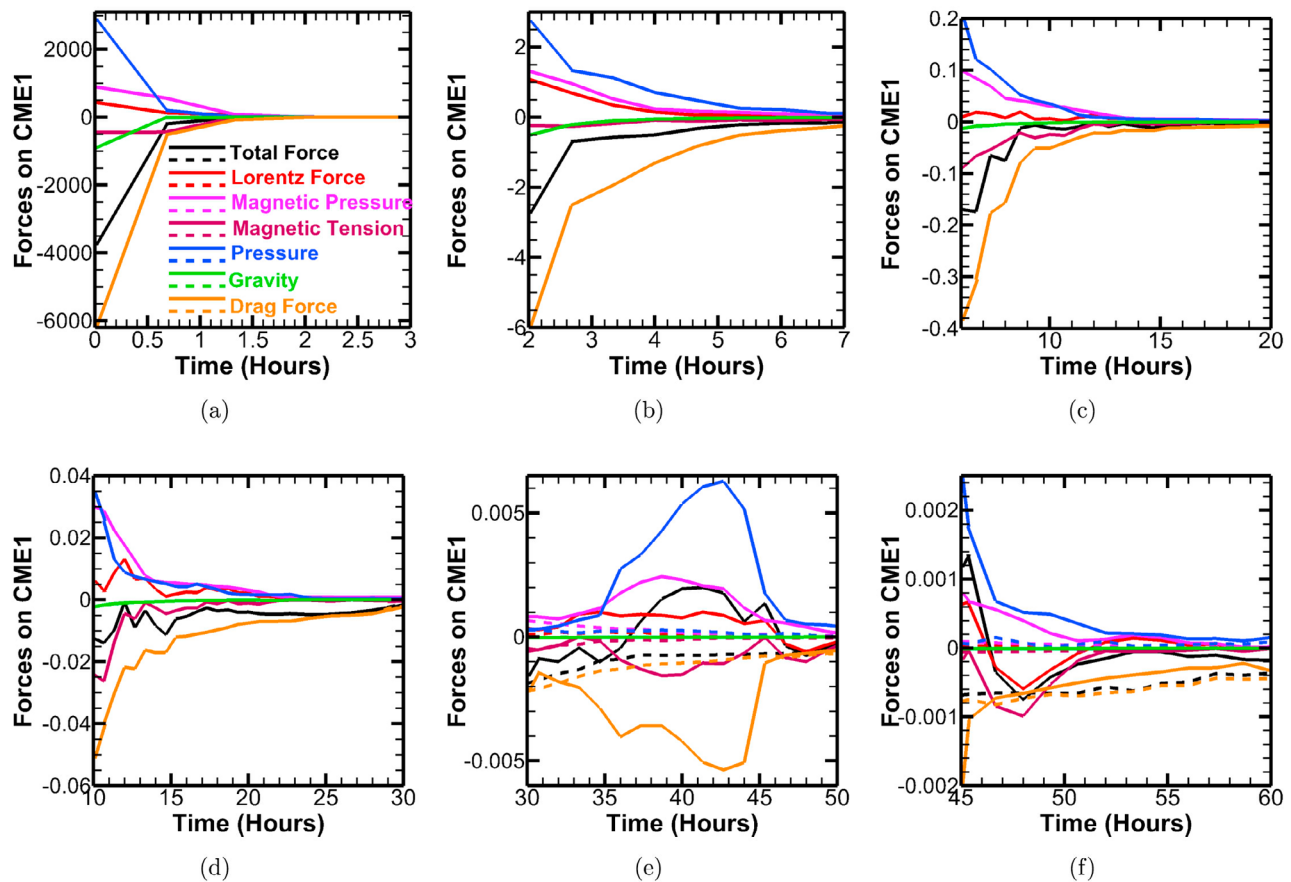 Forces on CME1
2000
0
-2000
-4000
-6000
Total Force
Lorentz Force
Magnetic Pressure
Magnetic Tension
Pressure
Gravity
Drag Force
0 0.5 1 1.5 2 2.5 3
Time (Hours)
(a)
Forces on CME1
2
0
-2
-4
-6
2 3 4 5 6 7
Time (Hours)
(b)
Forces on CME1
0.2
0.1
0
-0.1
-0.2
-0.3
-0.4
10 15 20
Time (Hours)
(c)
Forces on CME1
0.04
0.02
0
-0.02
-0.04
-0.06
10 15 20 25 30
Time (Hours)
(d)
Forces on CME1
0.005
0
-0.005
30 35 40 45 50
Time (Hours)
(e)
Forces on CME1
0.002
0.001
0
-0.001
-0.002
45 50 55 60
Time (Hours)
(f)